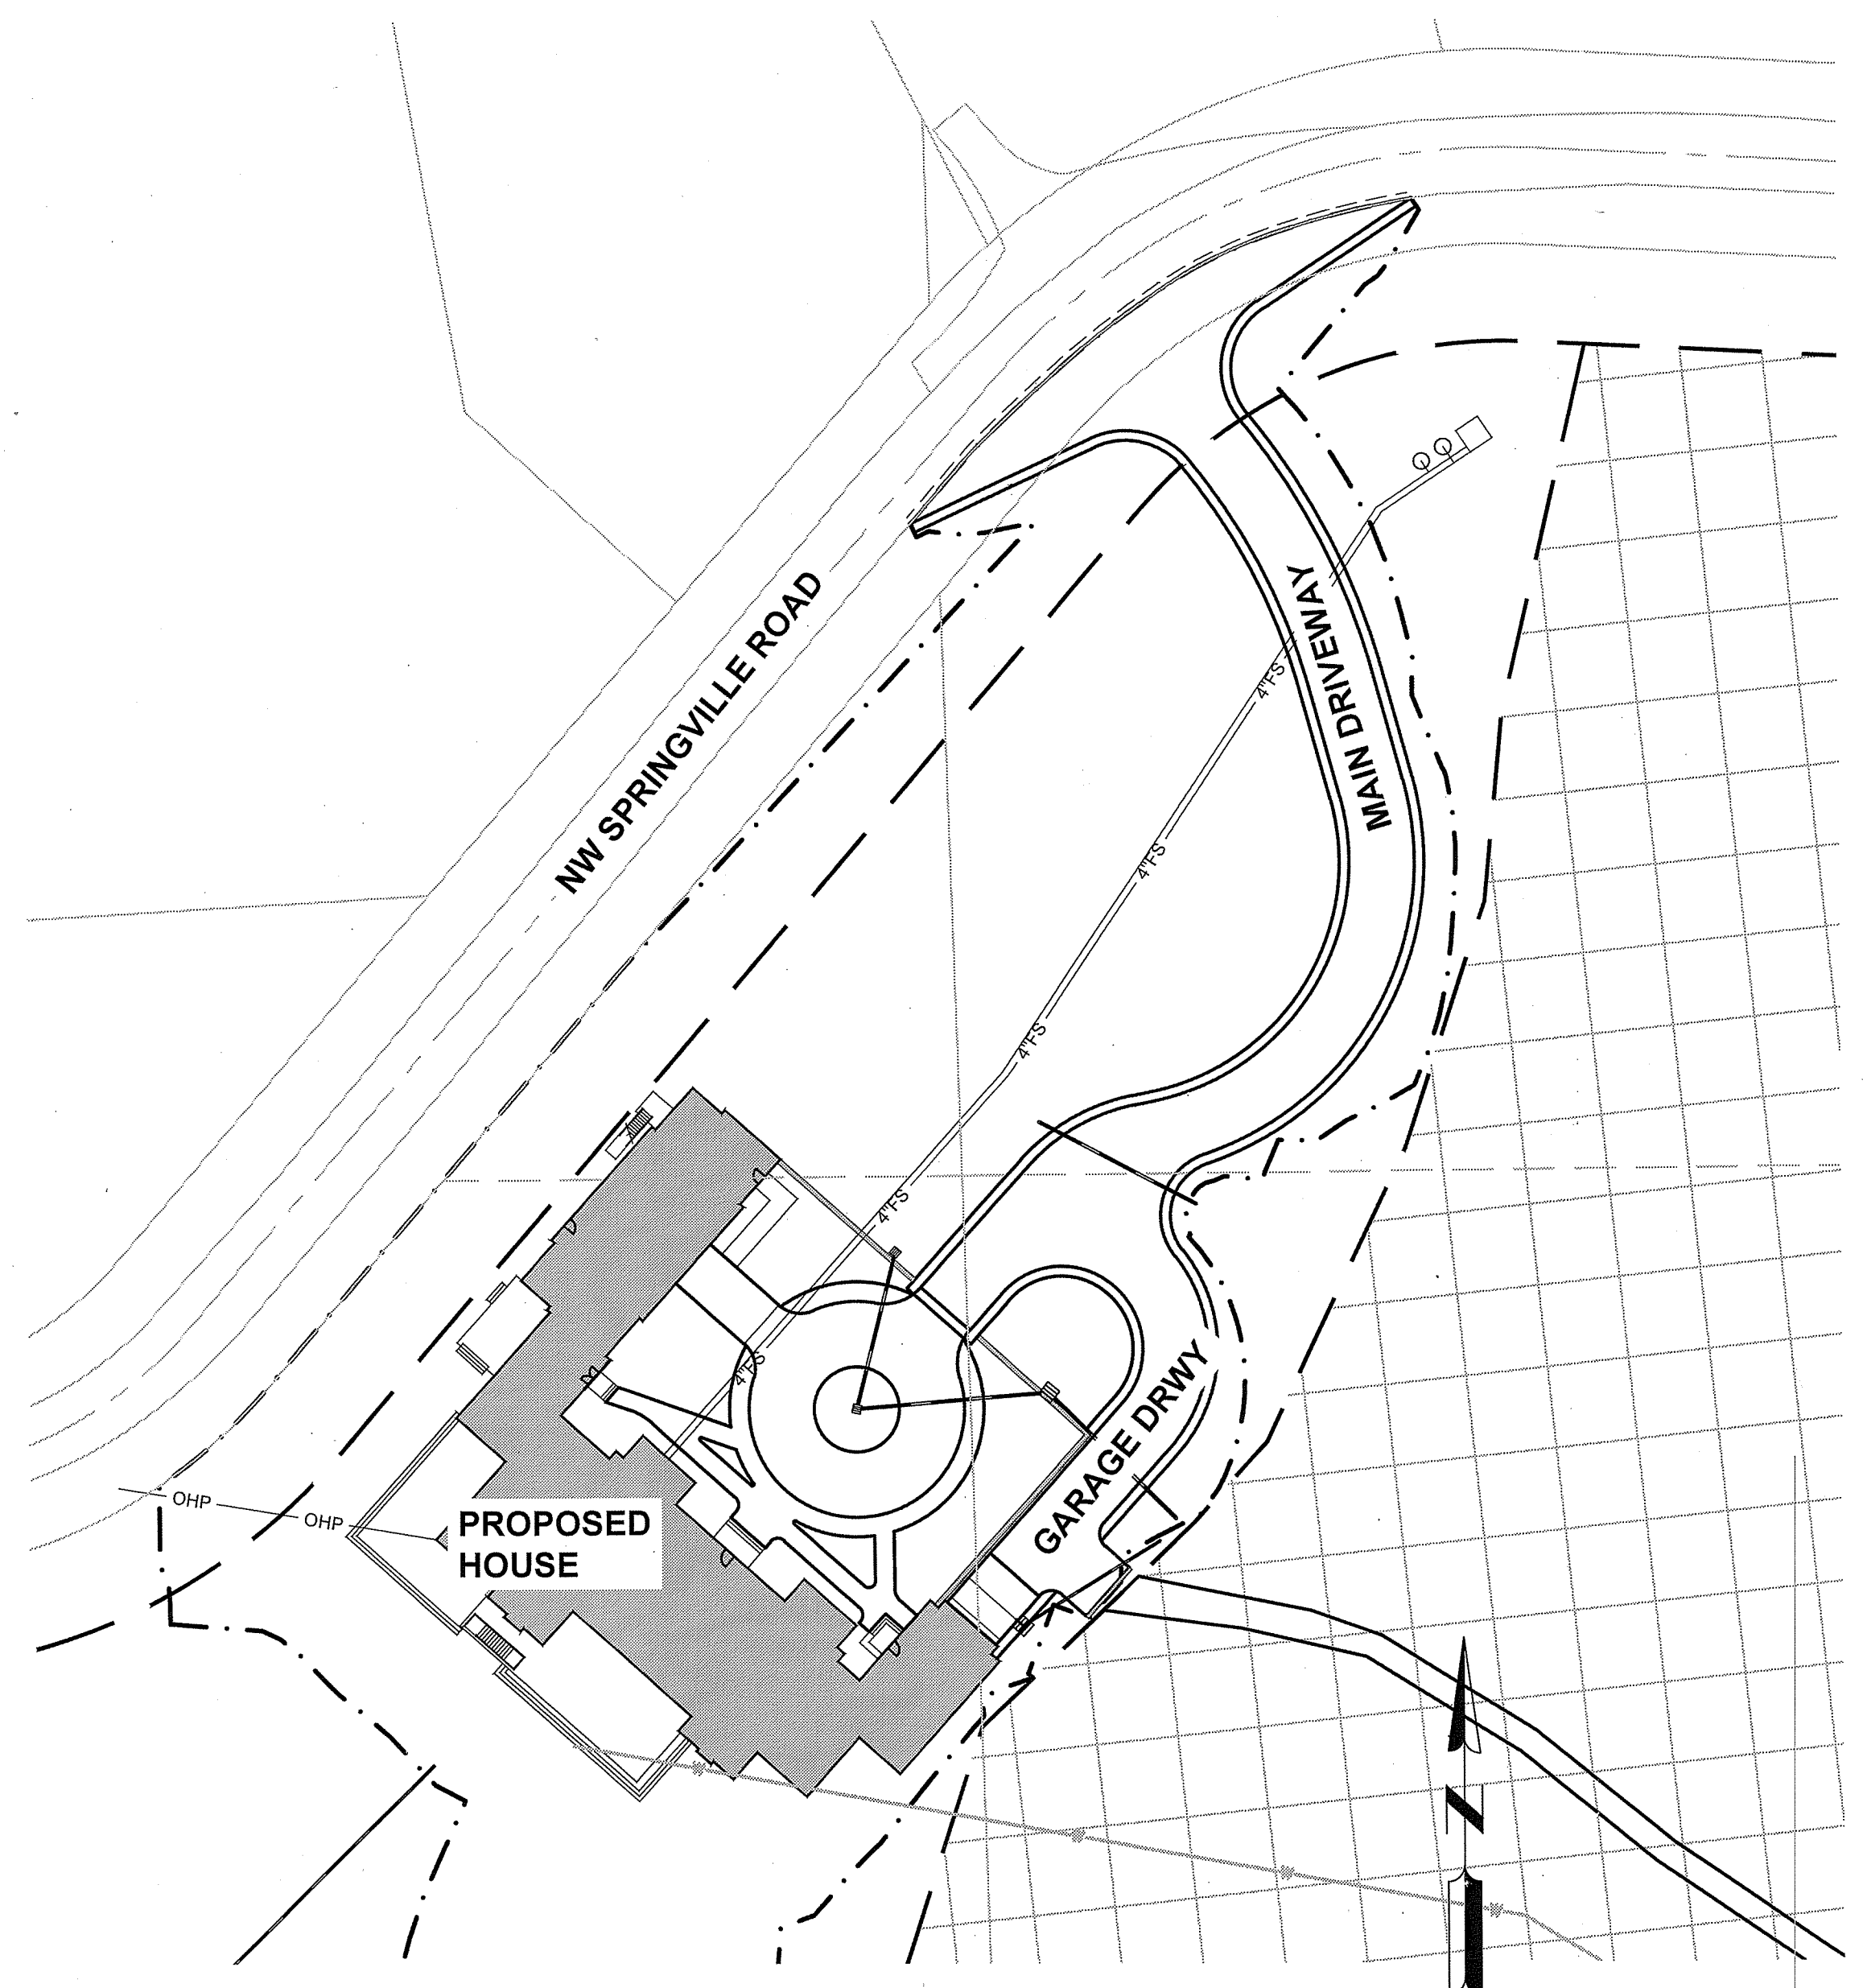 NW SPRINGVILLE ROAD
MAIN DRIVEWAY
4"FS
4"FS
4"FS
4"FS
4"FS
GARAGE DRWY
OHP
OHP
PROPOSED
HOUSE
W
W
W
W
N